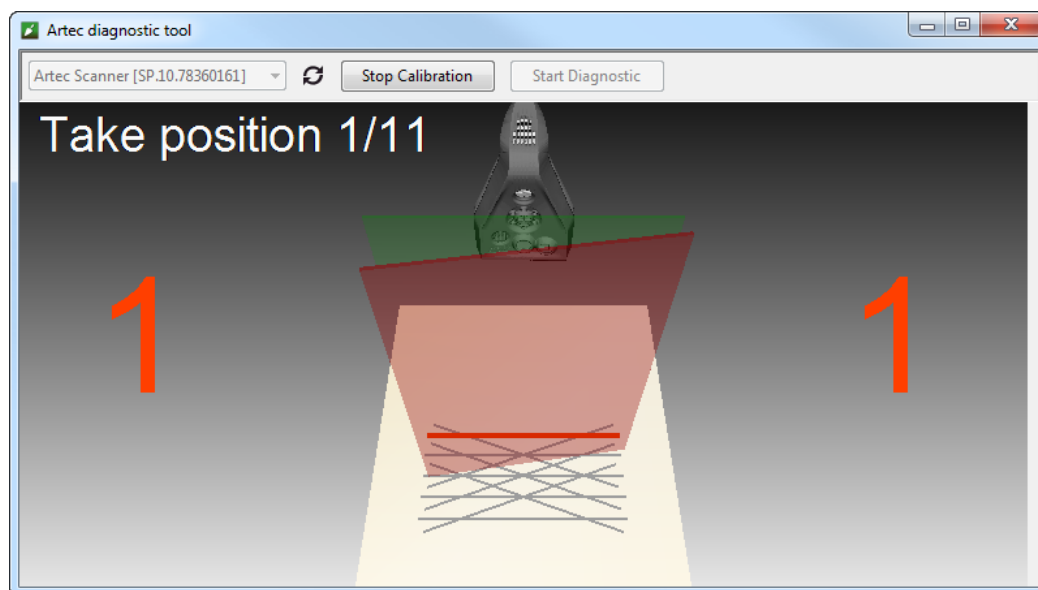 Artec diagnostic tool
Artec Scanner [SP.10.78360161]
Stop Calibration
Start Diagnostic
Take position 1/11
1
1